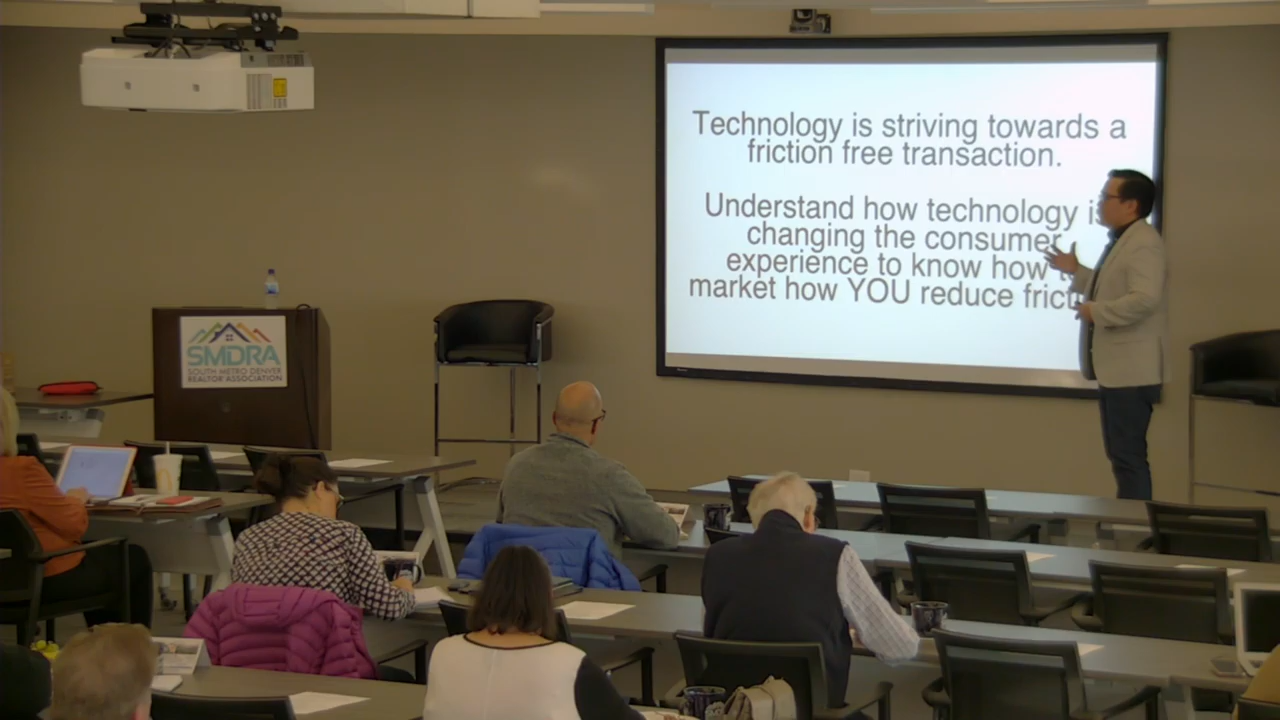 Technology is striving towards a
friction free transaction.
Understand how technology is
changing the consumer
experience to know how
market how YOU reduce frict
SMDRA
SOUTH METRO DENVER
REALTOR® ASSOCIATION